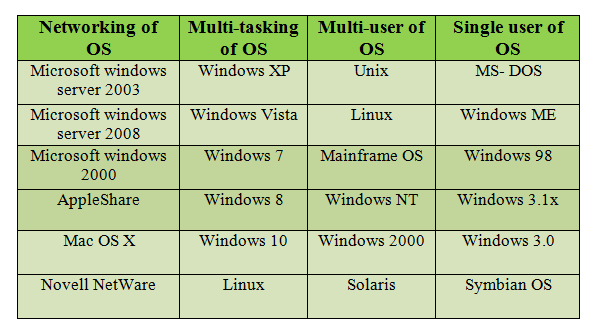 Networking of OS Multi-tasking of OS Multi-user of OS Single user of OS
Microsoft windows server 2003 Windows XP Unix MS- DOS
Microsoft windows server 2008 Windows Vista Linux Windows ME
Microsoft windows 2000 Windows 7 Mainframe OS Windows 98
AppleShare Windows 8 Windows NT Windows 3.1x
Mac OS X Windows 10 Windows 2000 Windows 3.0
Novell NetWare Linux Solaris Symbian OS